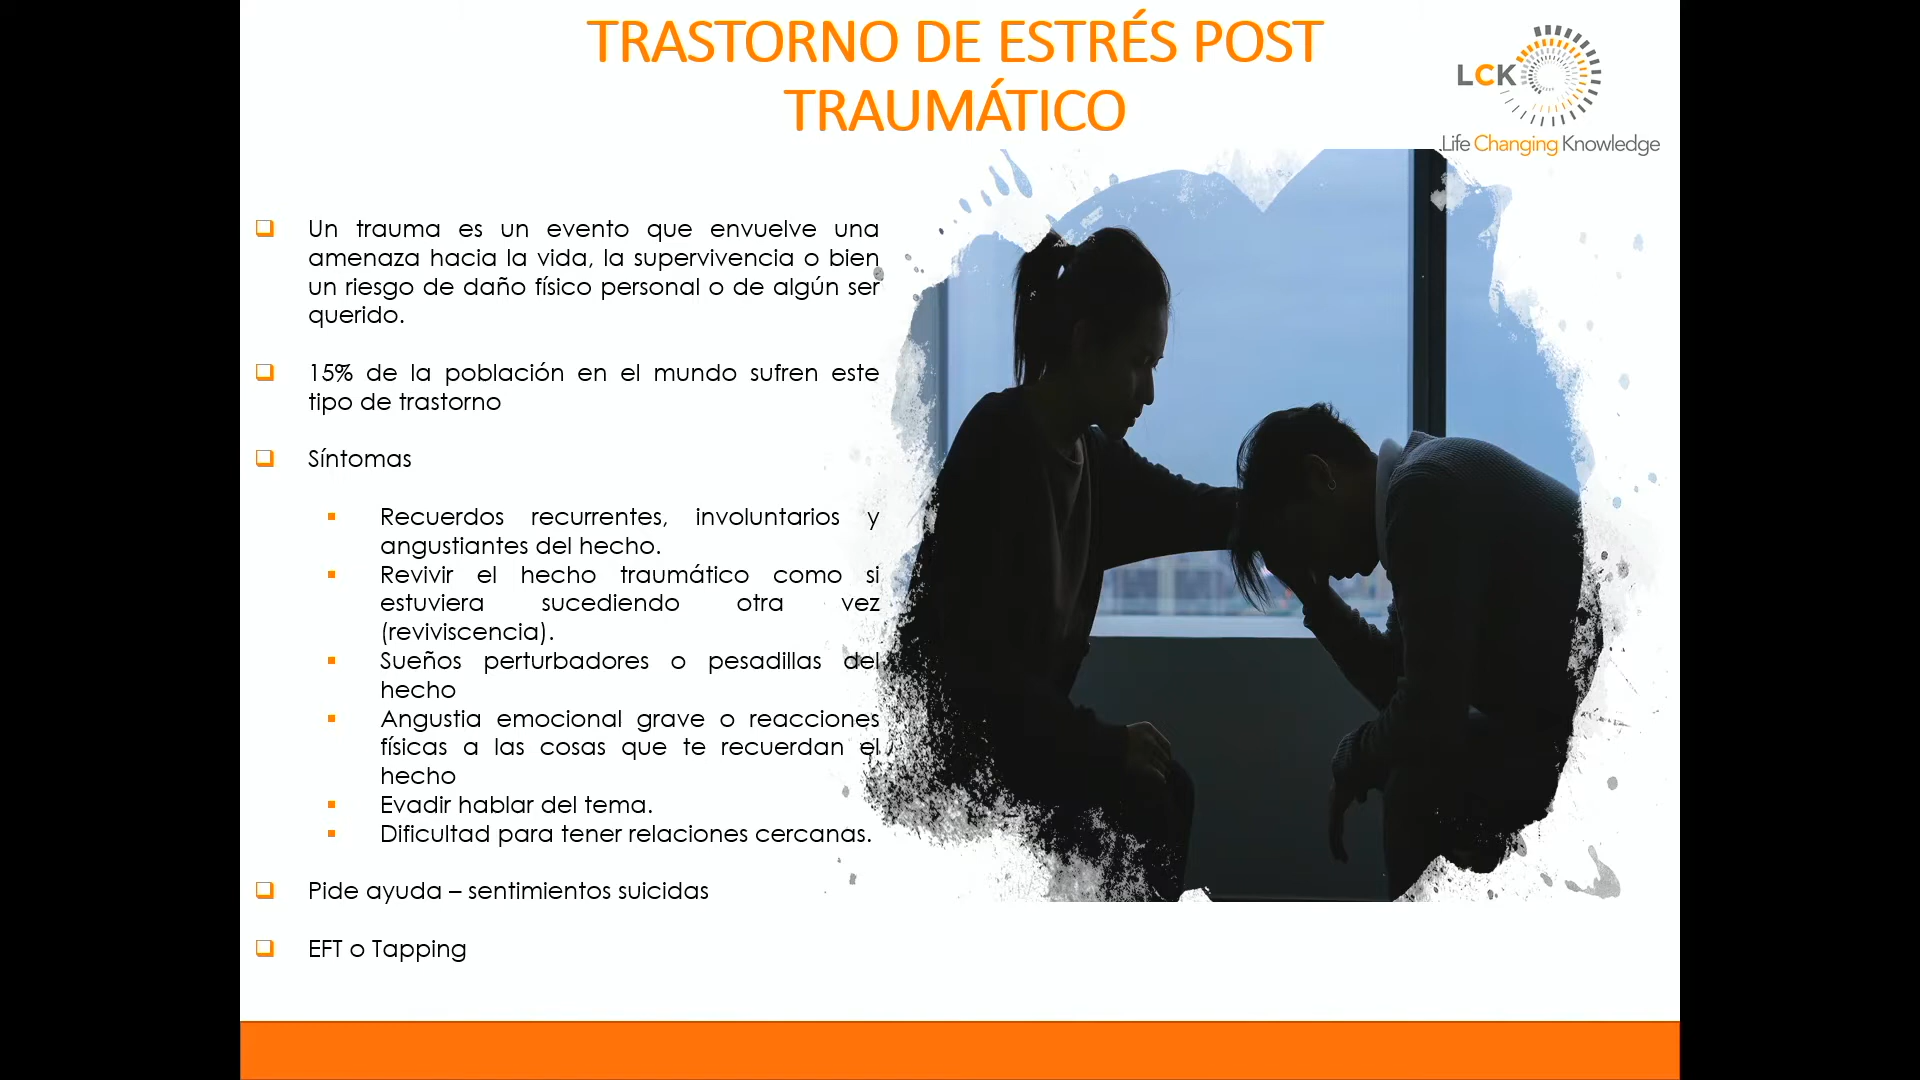 TRASTORNO DE ESTRÉS POST
TRAUMÁTICO
LCK
Life Changing Knowledge
Un trauma es un evento que envuelve una
amenaza hacia la vida, la supervivencia o bien
un riesgo de daño físico personal o de algún ser
querido.
15% de la población en el mundo sufren este
tipo de trastorno
Síntomas
Recuerdos recurrentes, involuntarios y
angustiantes del hecho.
Revivir el hecho traumático como si
estuviera sucediendo otra vez
(reviviscencia).
Sueños perturbadores o pesadillas del
hecho
Angustia emocional grave o reacciones
físicas a las cosas que te recuerdan el
hecho
Evadir hablar del tema.
Dificultad para tener relaciones cercanas.
Pide ayuda – sentimientos suicidas
EFT o Tapping